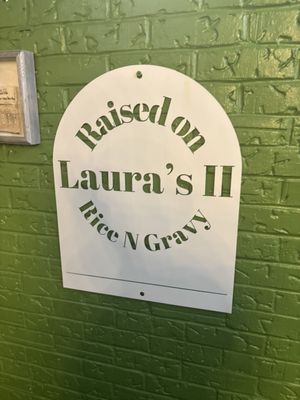 Raised on
Laura's II
Rice N Gravy